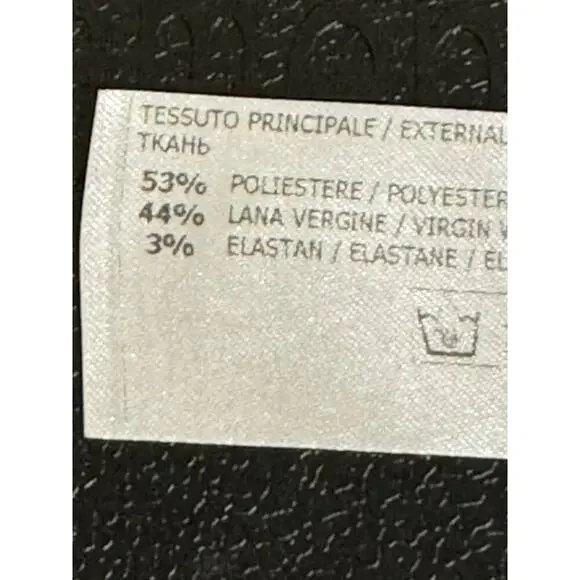 TESSUTO PRINCIPALE / EXTERNAL
ТКАНЬ
53% POLIESTERE / POLYESTER
44% LANA VERGINE / VIRGIN
3% ELASTAN / ELASTANE /